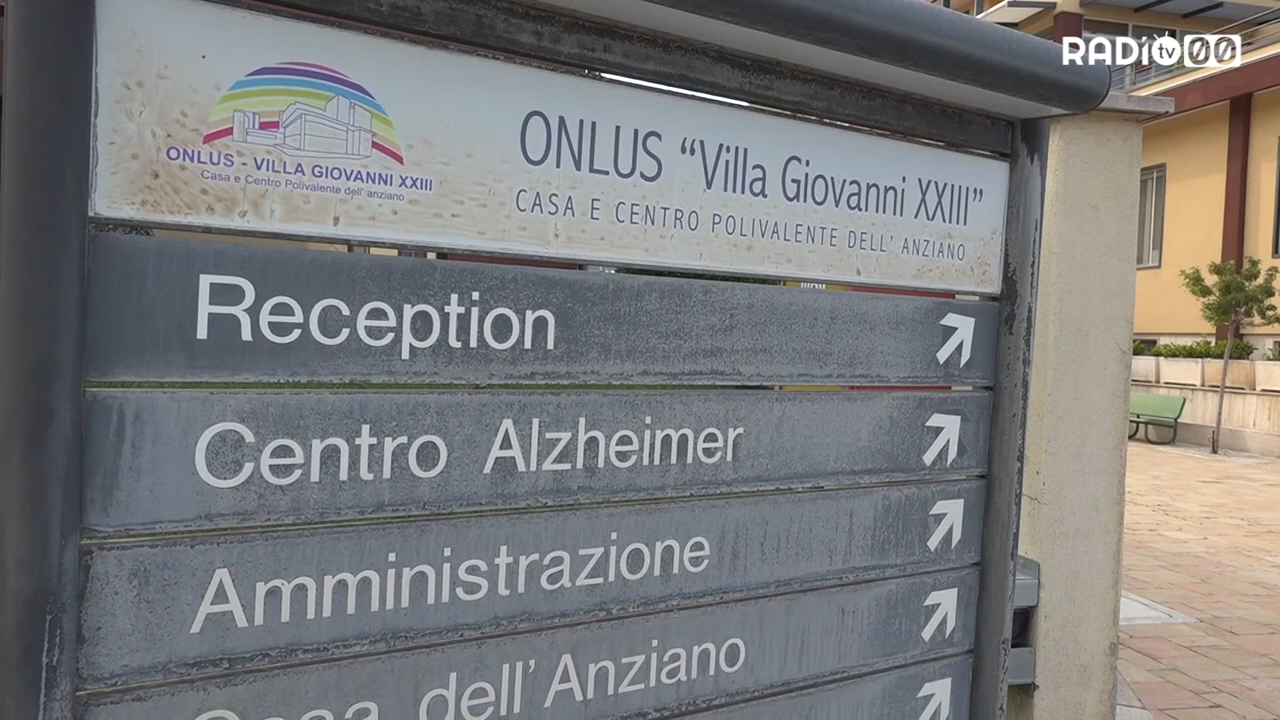 RADIO tv 00
ONLUS - VILLA GIOVANNI XXIII
Casa e Centro Polivalente dell'anziano
ONLUS “Villa Giovanni XXIII”
CASA E CENTRO POLIVALENTE DELL' ANZIANO
Reception
Centro Alzheimer
Amministrazione
Casa dell'Anziano